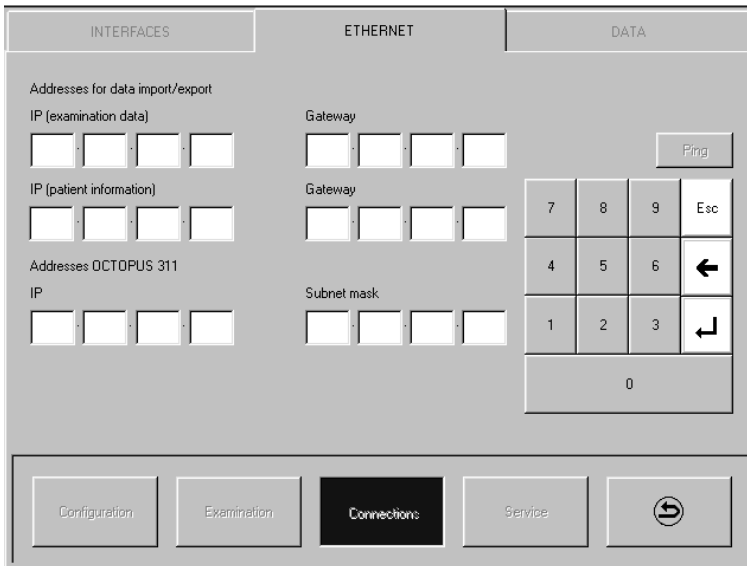 INTERFACES ETHERNET DATA
Addresses for data import/export
IP (examination data) Gateway
Ping
IP (patient information) Gateway
7 8 9 Esc
Addresses OCTOPUS 311
4 5 6 ←
IP Subnet mask
1 2 3 ↵
0
Configuration Examination Connections Service